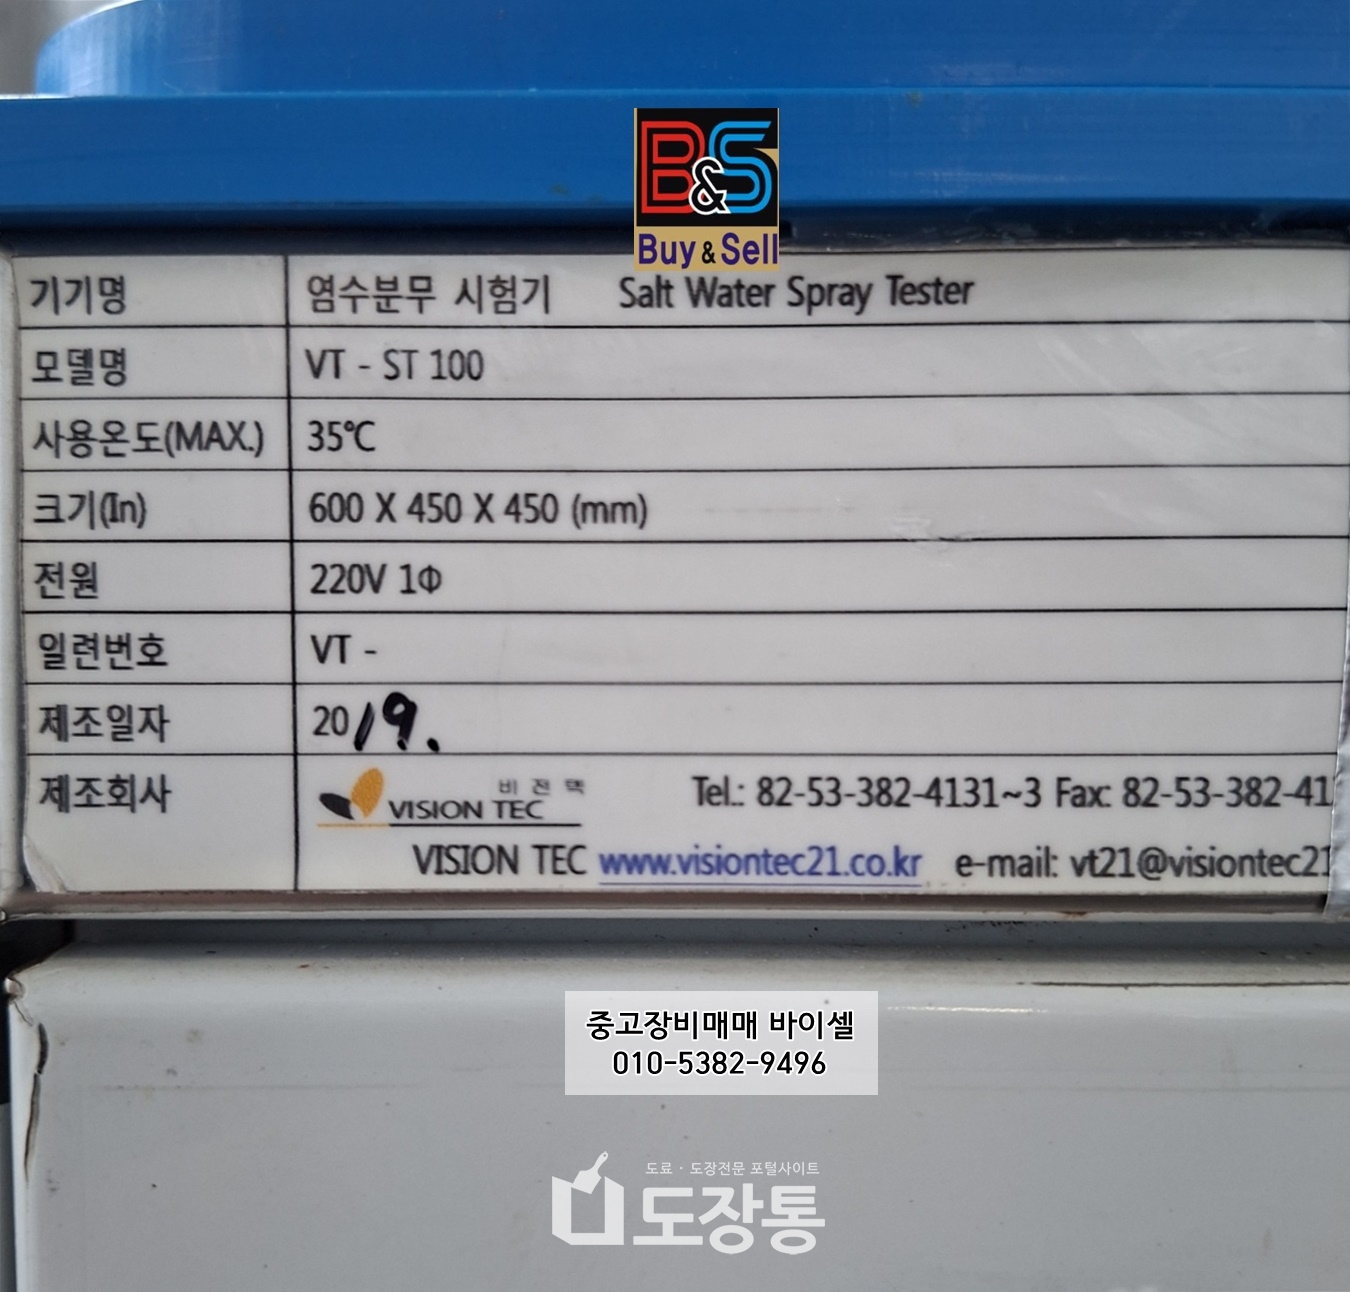 B&S
Buy & Sell
기기명 염수분무 시험기 Salt Water Spray Tester
모델명 VT - ST 100
사용온도(MAX.) 35℃
크기(In) 600 X 450 X 450 (mm)
전원 220V 1Φ
일련번호 VT -
제조일자 2019.
제조회사 비젼텍 VISION TEC Tel.: 82-53-382-4131~3 Fax: 82-53-382-41
VISION TEC www.visiontec21.co.kr e-mail: vt21@visiontec21
중고장비매매 바이셀
010-5382-9496
도료 · 도장전문 포털사이트
도장통